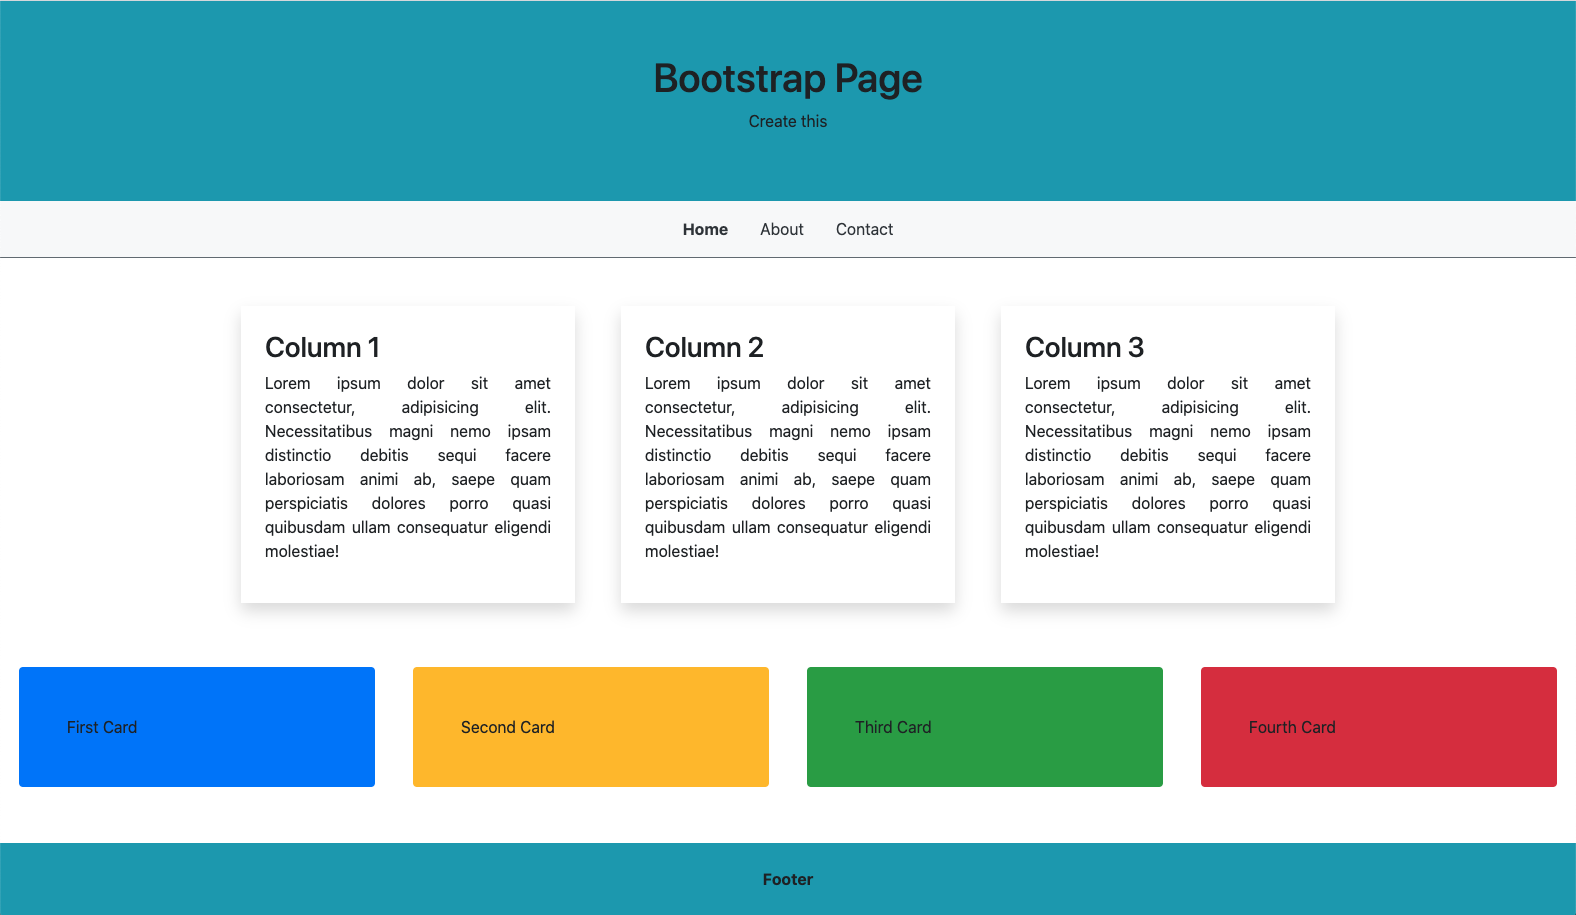 Bootstrap Page
Create this
Home About Contact
Column 1
Lorem ipsum dolor sit amet
consectetur, adipisicing elit.
Necessitatibus magni nemo ipsam
distinctio debitis sequi facere
laboriosam animi ab, saepe quam
perspiciatis dolores porro quasi
quibusdam ullam consequatur eligendi
molestiae!
Column 2
Lorem ipsum dolor sit amet
consectetur, adipisicing elit.
Necessitatibus magni nemo ipsam
distinctio debitis sequi facere
laboriosam animi ab, saepe quam
perspiciatis dolores porro quasi
quibusdam ullam consequatur eligendi
molestiae!
Column 3
Lorem ipsum dolor sit amet
consectetur, adipisicing elit.
Necessitatibus magni nemo ipsam
distinctio debitis sequi facere
laboriosam animi ab, saepe quam
perspiciatis dolores porro quasi
quibusdam ullam consequatur eligendi
molestiae!
First Card
Second Card
Third Card
Fourth Card
Footer